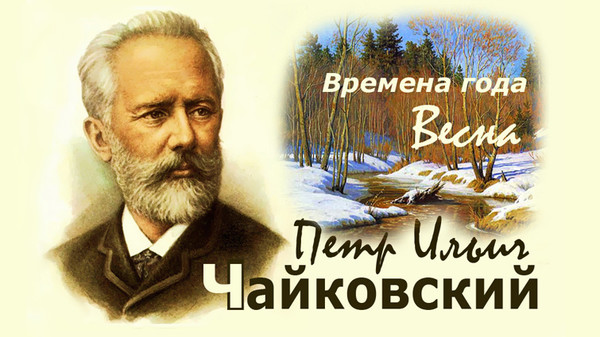 Времена года
Весна
Петр Ильич
Чайковский